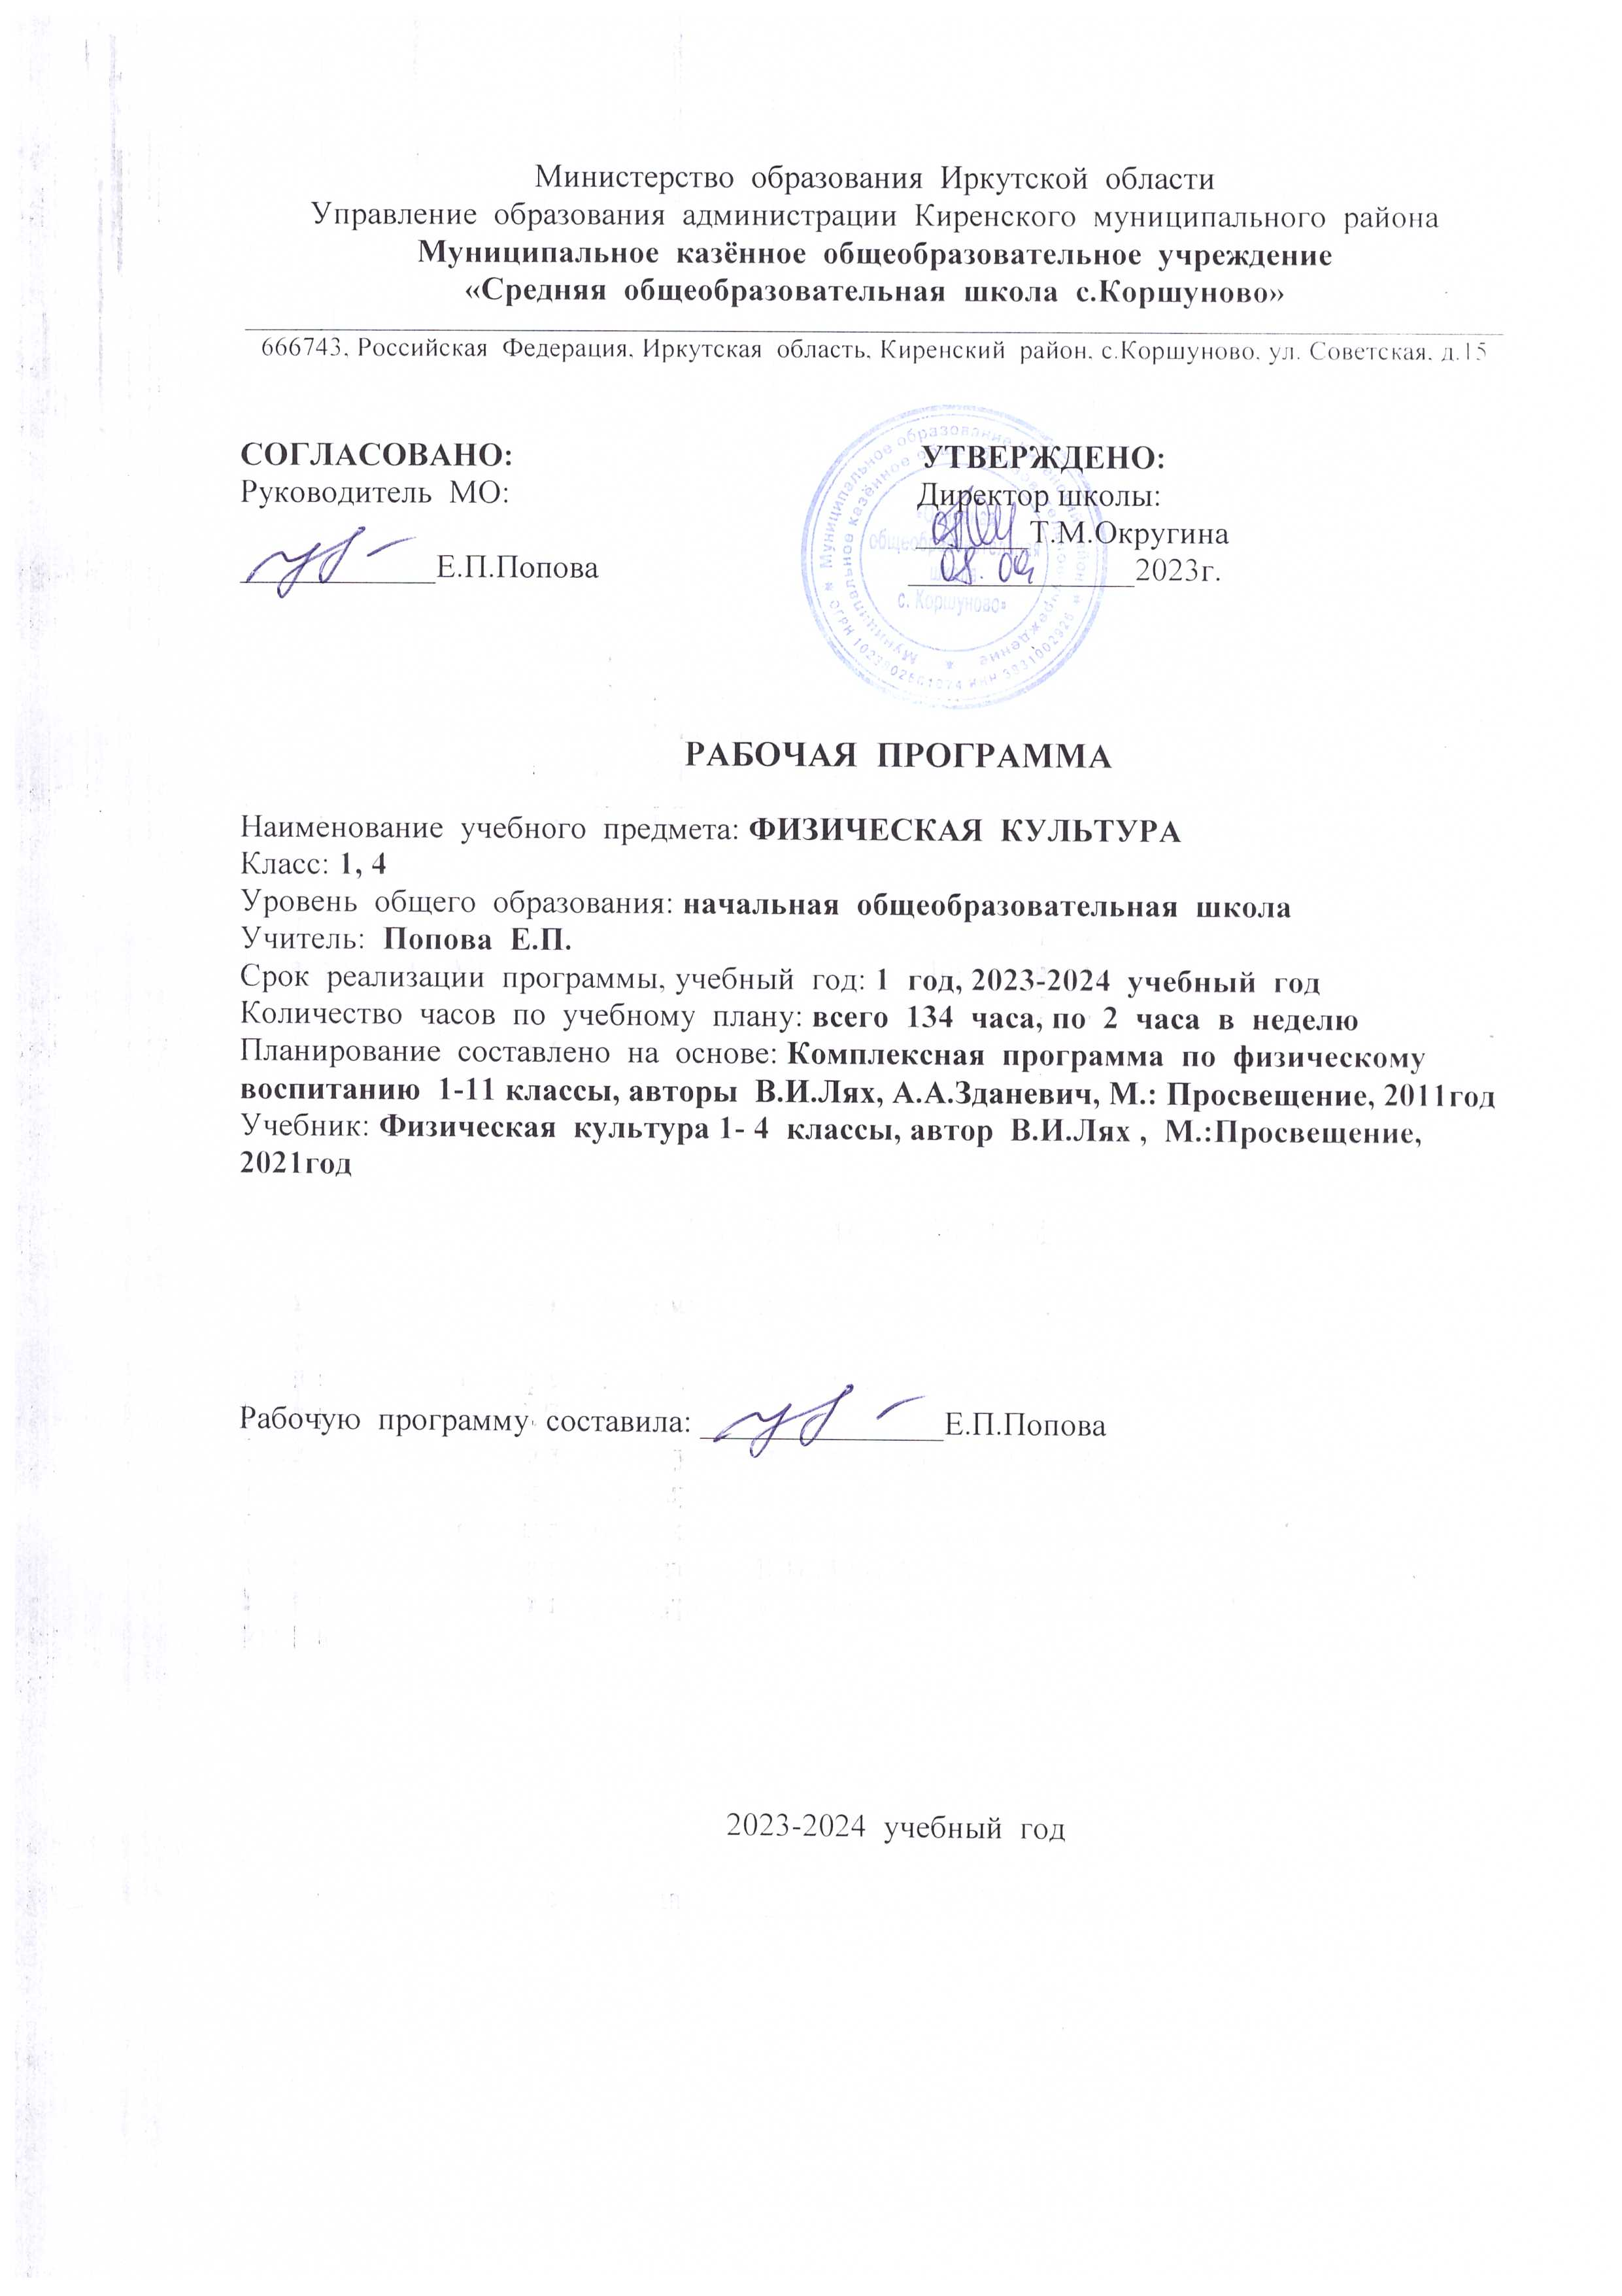 Министерство образования Иркутской области
Управление образования администрации Киренского муниципального района
Муниципальное казённое общеобразовательное учреждение
«Средняя общеобразовательная школа с.Коршуново»
666743, Российская Федерация, Иркутская область, Киренский район, с.Коршуново, ул. Советская, д.15
СОГЛАСОВАНО:
Руководитель МО:
Е.П.Попова
УТВЕРЖДЕНО:
Директор школы:
Т.М.Округина
2023г.
с. Коршуново»
РАБОЧАЯ ПРОГРАММА
Наименование учебного предмета: ФИЗИЧЕСКАЯ КУЛЬТУРА
Класс: 1, 4
Уровень общего образования: начальная общеобразовательная школа
Учитель: Попова Е.П.
Срок реализации программы, учебный год: 1 год, 2023-2024 учебный год
Количество часов по учебному плану: всего 134 часа, по 2 часа в неделю
Планирование составлено на основе: Комплексная программа по физическому
воспитанию 1-11 классы, авторы В.И.Лях, А.А.Зданевич, М.: Просвещение, 2011год
Учебник: Физическая культура 1- 4 классы, автор В.И.Лях , М.:Просвещение,
2021год
Рабочую программу составила: Е.П.Попова
2023-2024 учебный год